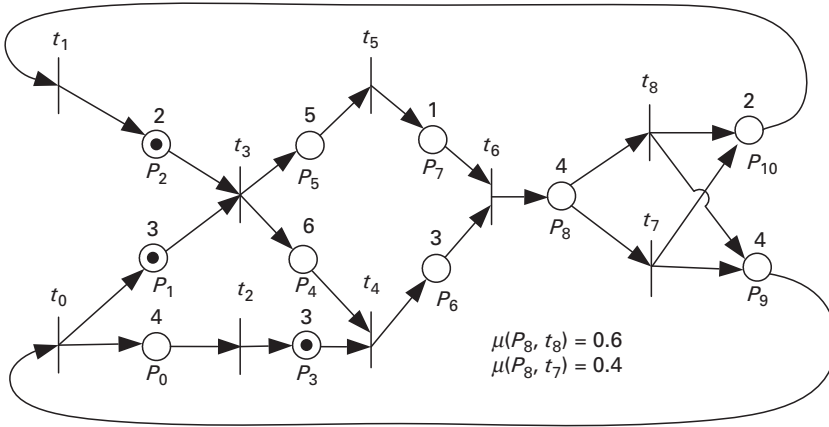 t1
t5
2
P2
t3
5
P5
1
P7
t6
t8
2
P10
4
P8
3
P1
6
P4
3
P6
t7
4
P9
t0
4
P0
t2
3
P3
t4
μ(P8, t8) = 0.6
μ(P8, t7) = 0.4